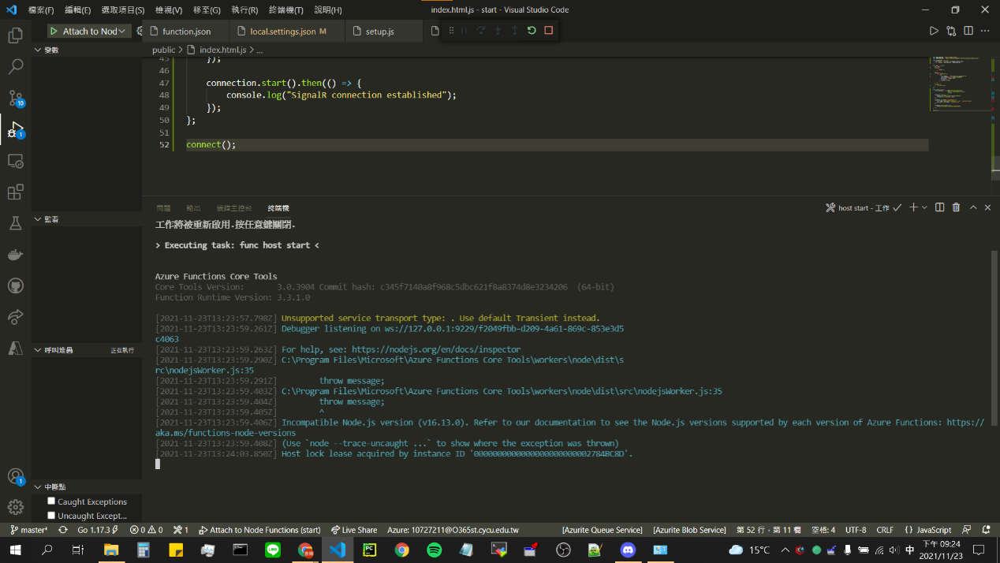 檔案(F) 編輯(E) 選取項目(S) 檢視(V) 移至(G) 執行(R) 終端機(T) 說明(H)
index.html.js - start - Visual Studio Code
Attach to Nod
function.json
local.settings.json M
setup.js
變數
public > index.html.js > ...
45 });
46
47 connection.start().then(() => {
48 console.log("SignalR connection established");
49 });
50 };
51
52 connect();
10
1
監看
呼叫堆疊 正在執行
中斷點
Caught Exceptions
Uncaught Except...
1
問題 輸出 偵錯主控台 終端機
host start - 工作
工作將被重新啟用.按任意鍵關閉.
> Executing task: func host start <
Azure Functions Core Tools
Core Tools Version: 3.0.3904 Commit hash: c345f7140a8f968c5dbc621f8a8374d8e3234206 (64-bit)
Function Runtime Version: 3.3.1.0
[2021-11-23T13:23:57.798Z] Unsupported service transport type: . Use default Transient instead.
[2021-11-23T13:23:59.261Z] Debugger listening on ws://127.0.0.1:9229/f2049fbb-d209-4a61-869c-853e3d5
c4063
[2021-11-23T13:23:59.263Z] For help, see: https://nodejs.org/en/docs/inspector
[2021-11-23T13:23:59.290Z] C:\Program Files\Microsoft\Azure Functions Core Tools\workers\node\dist\s
rc\nodejsWorker.js:35
[2021-11-23T13:23:59.291Z] throw message;
[2021-11-23T13:23:59.403Z] C:\Program Files\Microsoft\Azure Functions Core Tools\workers\node\dist\src\nodejsWorker.js:35
[2021-11-23T13:23:59.404Z] throw message;
[2021-11-23T13:23:59.405Z] ^
[2021-11-23T13:23:59.406Z] Incompatible Node.js version (v16.13.0). Refer to our documentation to see the Node.js versions supported by each version of Azure Functions: https://
aka.ms/functions-node-versions
[2021-11-23T13:23:59.408Z] (Use `node --trace-uncaught ...` to show where the exception was thrown)
[2021-11-23T13:24:03.850Z] Host lock lease acquired by instance ID '0000000000000000000000002784BC8D'.
master* Go 1.17.3 0 0 1 Attach to Node Functions (start) Live Share Azure: 10727211@O365st.cycu.edu.tw [Azurite Queue Service] [Azurite Blob Service] 第 52 行，第 11 欄 空格: 4 UTF-8 CRLF {} JavaScript
LINE
PC
15°C
中
下午 09:24
2021/11/23